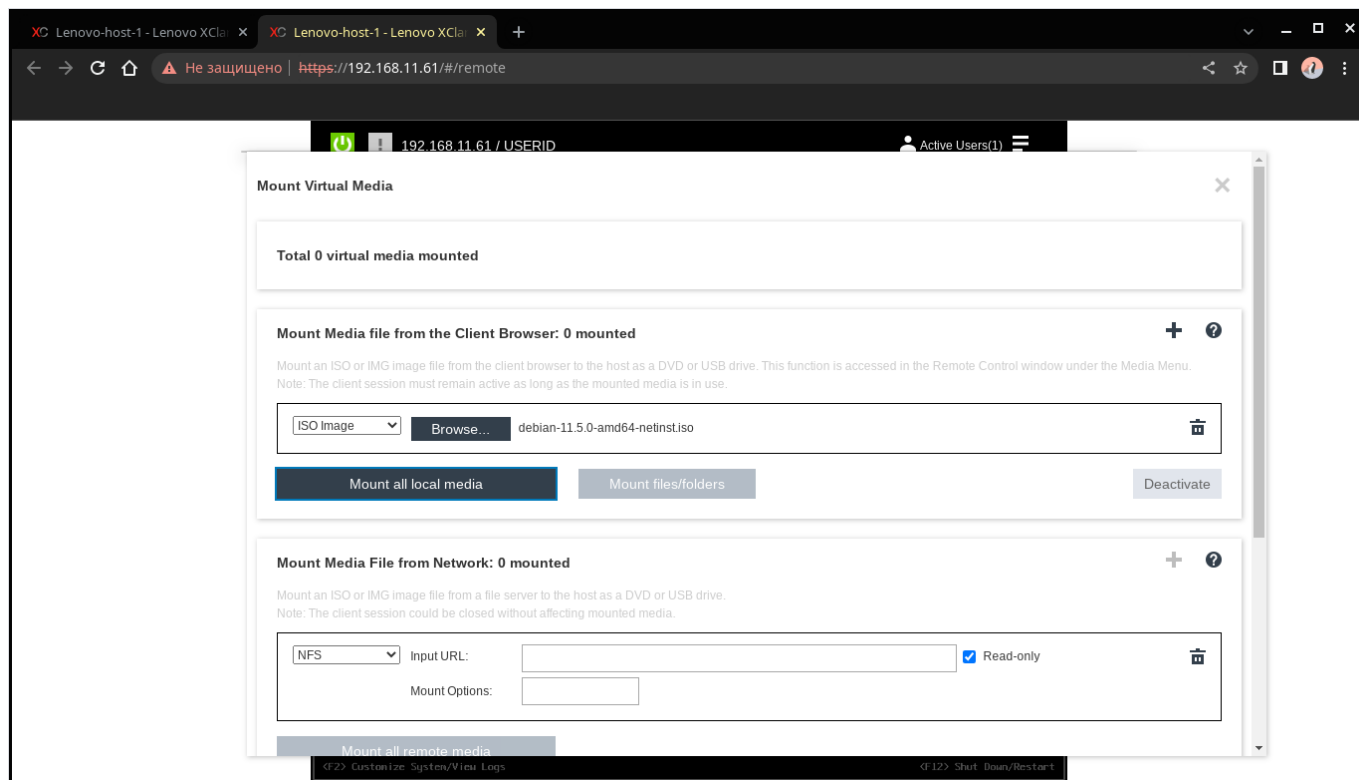 XC Lenovo-host-1 - Lenovo XCla
XC Lenovo-host-1 - Lenovo XCla
Не защищено | https://192.168.11.61/#/remote
192.168.11.61 / USERID
Active Users(1)
Mount Virtual Media
Total 0 virtual media mounted
Mount Media file from the Client Browser: 0 mounted
Mount an ISO or IMG image file from the client browser to the host as a DVD or USB drive. This function is accessed in the Remote Control window under the Media Menu.
Note: The client session must remain active as long as the mounted media is in use.
ISO Image Browse... debian-11.5.0-amd64-netinst.iso
Mount all local media Mount files/folders Deactivate
Mount Media File from Network: 0 mounted
Mount an ISO or IMG image file from a file server to the host as a DVD or USB drive.
Note: The client session could be closed without affecting mounted media.
NFS Input URL: Read-only
Mount Options:
Mount all remote media
<F2> Customize System/View Logs <F12> Shut Down/Restart